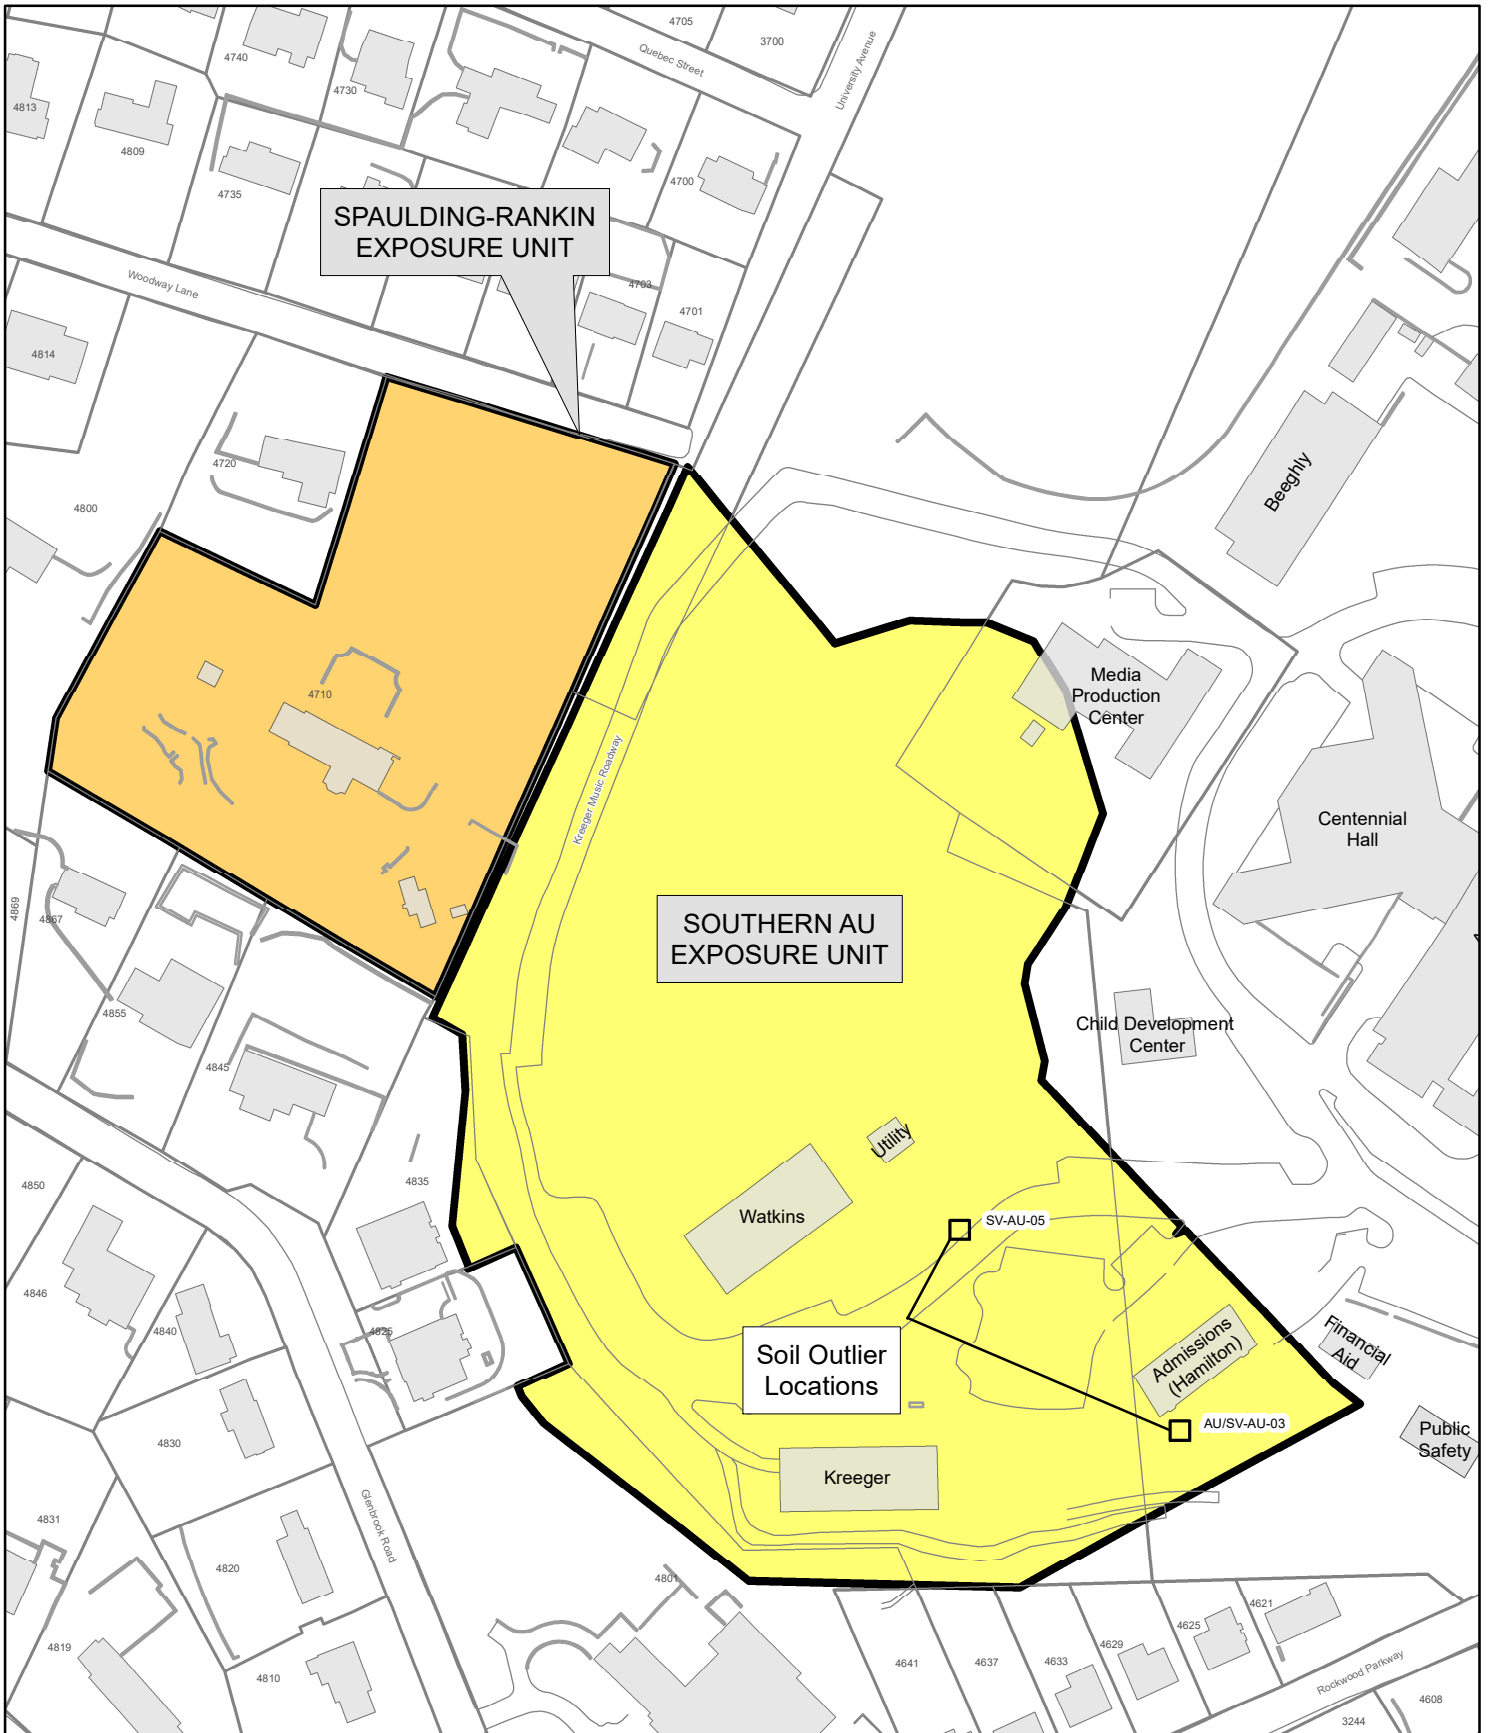 4705
3700
4740
Quebec Street
University Avenue
4730
4813
4809
4735
4700
SPAULDING-RANKIN
EXPOSURE UNIT
Woodway Lane
4703
4701
4814
4720
4800
Beeghly
4710
Media
Production
Center
Kreeger Music Roadway
Centennial
Hall
4869
4867
SOUTHERN AU
EXPOSURE UNIT
4855
Child Development
Center
4845
Utility
4850
4835
Watkins
SV-AU-05
4846
4840
4825
Soil Outlier
Locations
Admissions
(Hamilton)
Financial
Aid
AU/SV-AU-03
Public
Safety
4830
Kreeger
4831
Glenbrook Road
4820
4801
4819
4810
4641
4637
4633
4629
4625
4621
Rockwood Parkway
4608
3244